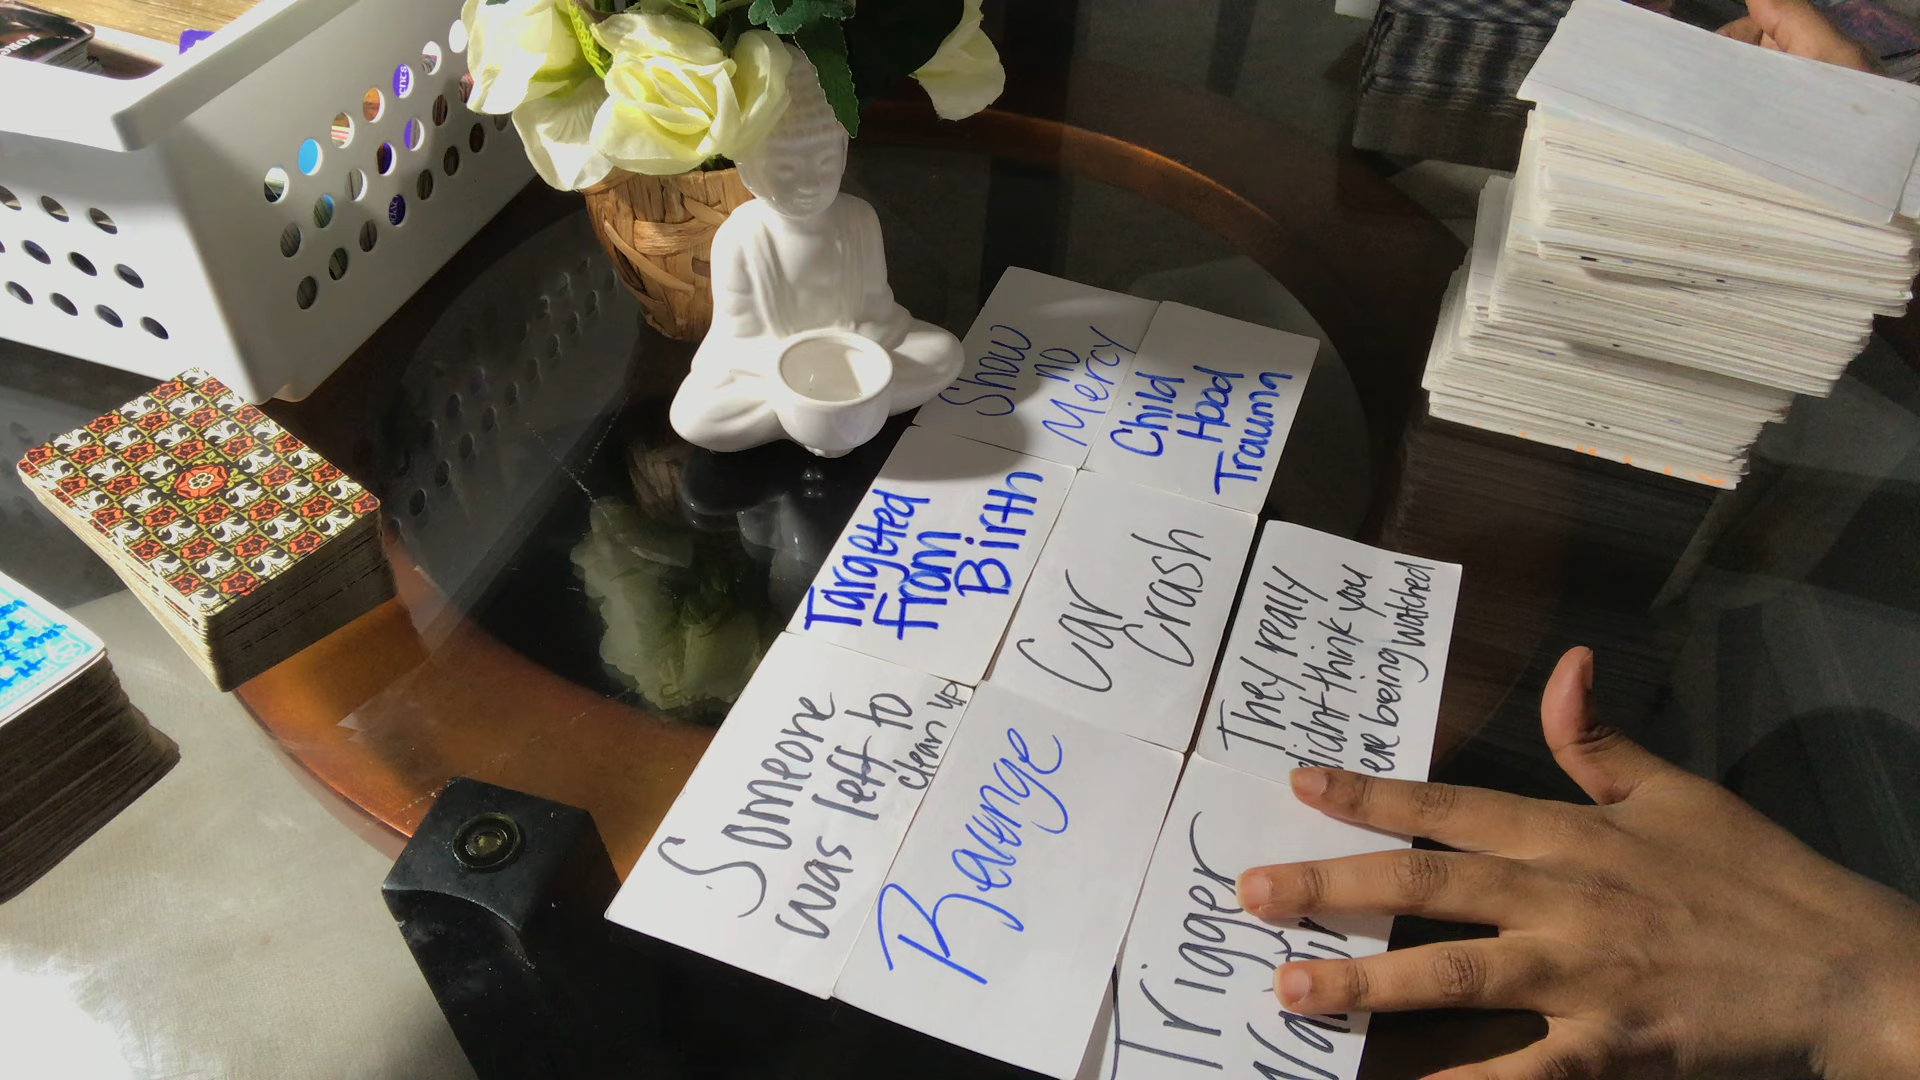 Show
no
Mercy
Child
Hood
Trauma
Targeted
From
Birth
Car
Crash
They really
didnt think you
were being watched
Someone
was left to
clean up
Revenge
Trigger